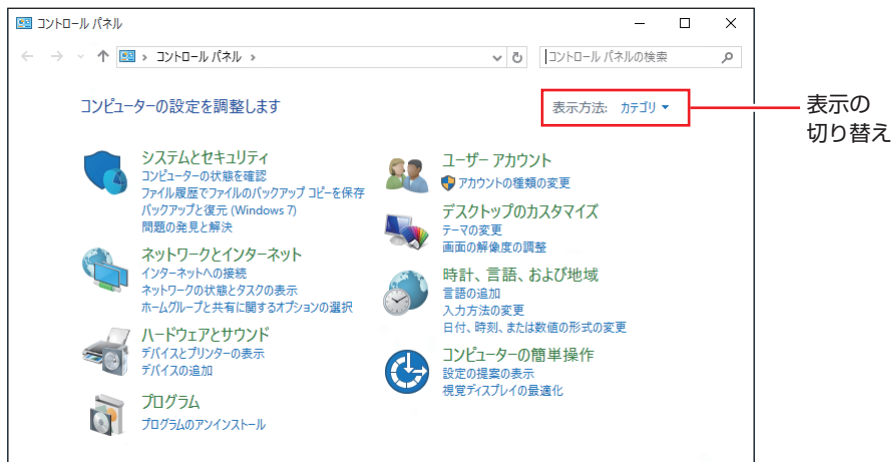 コントロール パネル
コントロール パネル
コントロール パネルの検索
コンピューターの設定を調整します
表示方法: カテゴリ
表示の
切り替え
システムとセキュリティ
コンピューターの状態を確認
ファイル履歴でファイルのバックアップ コピーを保存
バックアップと復元 (Windows 7)
問題の発見と解決
ネットワークとインターネット
インターネットへの接続
ネットワークの状態とタスクの表示
ホームグループと共有に関するオプションの選択
ハードウェアとサウンド
デバイスとプリンターの表示
デバイスの追加
プログラム
プログラムのアンインストール
ユーザー アカウント
アカウントの種類の変更
デスクトップのカスタマイズ
テーマの変更
画面の解像度の調整
時計、言語、および地域
言語の追加
入力方法の変更
日付、時刻、または数値の形式の変更
コンピューターの簡単操作
設定の提案の表示
視覚ディスプレイの最適化